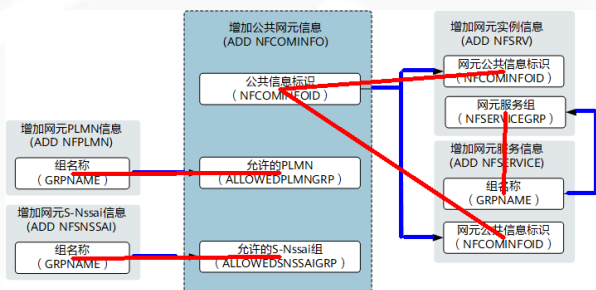 增加公共网元信息
(ADD NFCOMINFO)
公共信息标识
（NFCOMINFOID）
允许的PLMN
（ALLOWEDPLMNGRP）
允许的S-Nssai组
（ALLOWEDSNSSAIGRP）
增加网元PLMN信息
(ADD NFPLMN)
组名称
（GRPNAME）
增加网元S-Nssai信息
(ADD NFSNSSAI)
组名称
（GRPNAME）
增加网元实例信息
(ADD NFSRV)
网元公共信息标识
（NFCOMINFOID）
网元服务组
（NFSERVICEGRP）
增加网元服务信息
(ADD NFSERVICE)
组名称
（GRPNAME）
网元公共信息标识
（NFCOMINFOID）